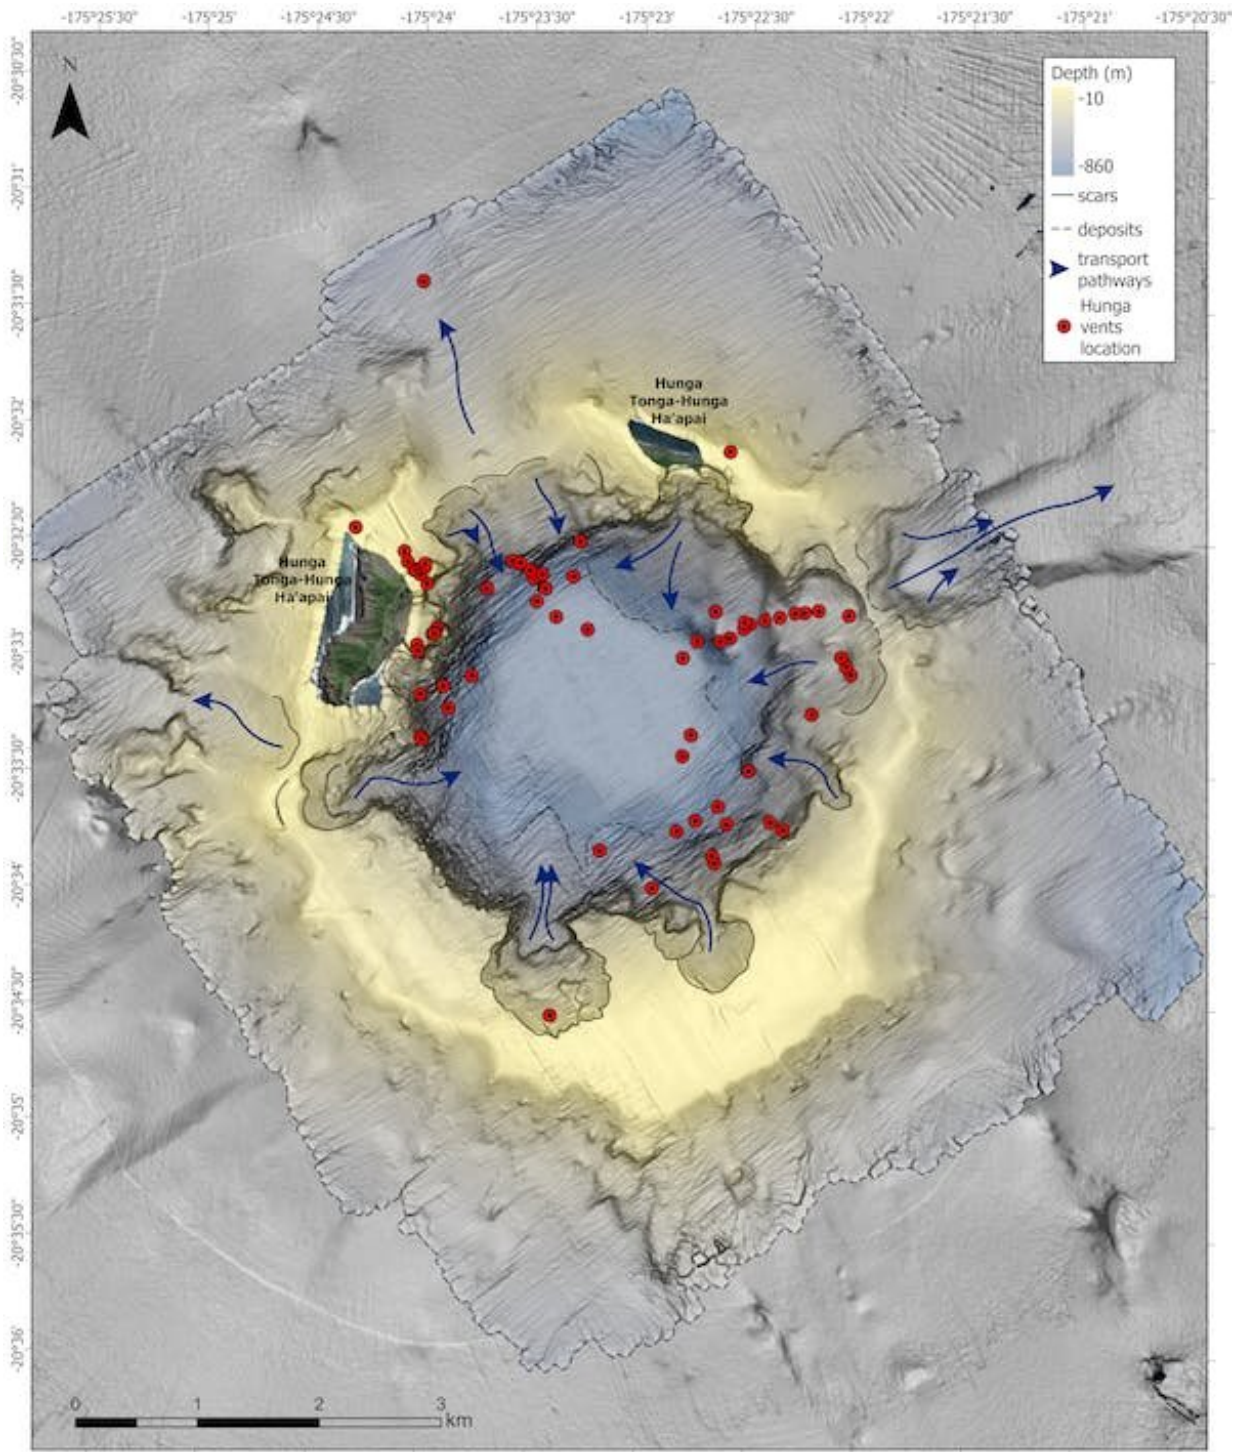 -175°25'30"
-175°25'
-175°24'30"
-175°24'
-175°23'30"
-175°23'
-175°22'30"
-175°22'
-175°21'30"
-175°21'
-175°20'30"
-20°30'30"
-20°31'
-20°31'30"
-20°32'
-20°32'30"
-20°33'
-20°33'30"
-20°34'
-20°34'30"
-20°35'
-20°35'30"
-20°36'
N
Depth (m)
-10
-860
scars
deposits
transport
pathways
Hunga
vents
location
Hunga
Tonga-Hunga
Ha'apai
Hunga
Tonga-Hunga
Ha'apai
0 1 2 3
km